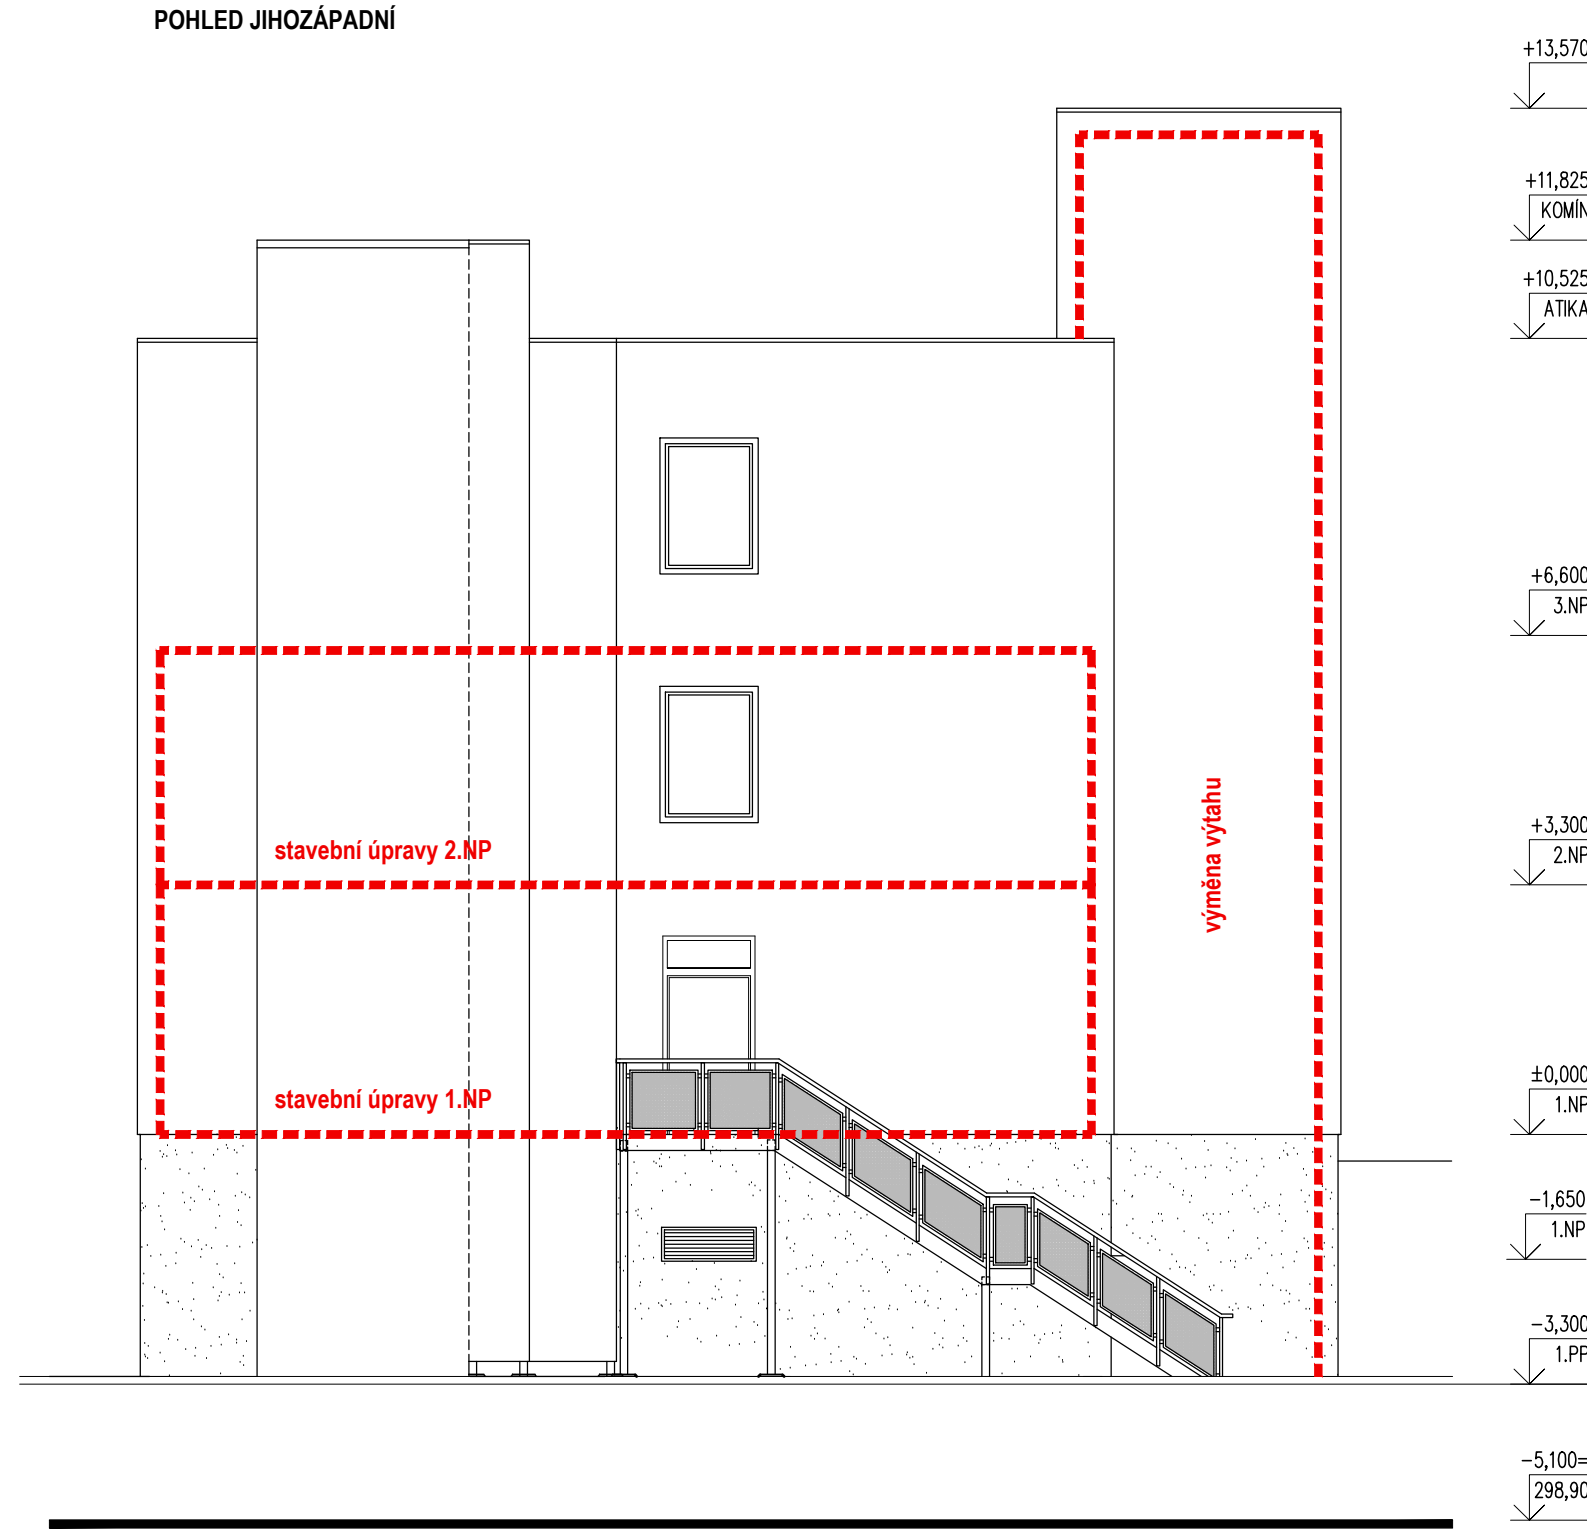 POHLED JIHOZÁPADNÍ
+13,570
+11,825
KOMÍN
+10,525
ATIKA
+6,600
3.NP
+3,300
2.NP
výměna výtahu
stavební úpravy 2.NP
stavební úpravy 1.NP
±0,000
1.NP
−1,650
1.NP
−3,300
1.PP
−5,100=
298,90